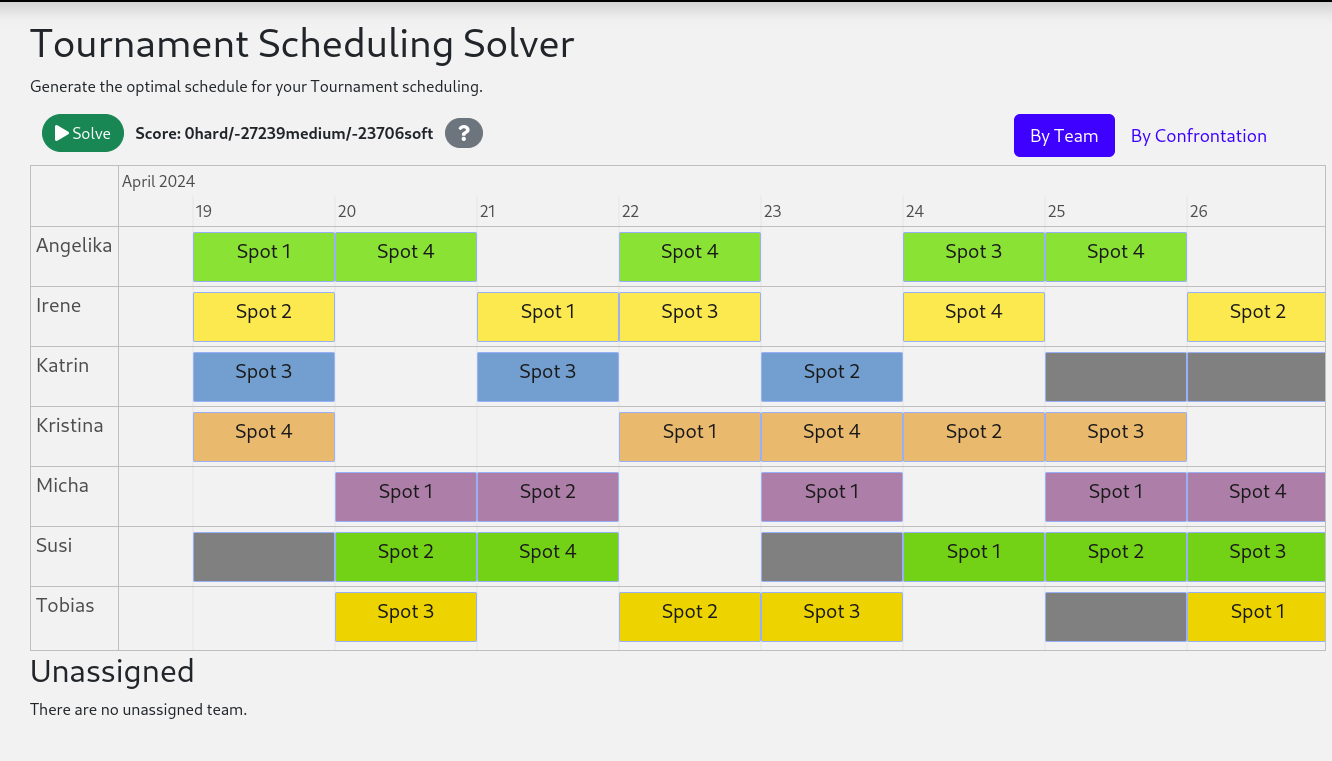 Tournament Scheduling Solver
Generate the optimal schedule for your Tournament scheduling.
Solve Score: 0hard/-27239medium/-23706soft ? By Team By Confrontation
April 2024
19 20 21 22 23 24 25 26
Angelika Spot 1 Spot 4 Spot 4 Spot 3 Spot 4
Irene Spot 2 Spot 1 Spot 3 Spot 4 Spot 2
Katrin Spot 3 Spot 3 Spot 2
Kristina Spot 4 Spot 1 Spot 4 Spot 2 Spot 3
Micha Spot 1 Spot 2 Spot 1 Spot 1 Spot 4
Susi Spot 2 Spot 4 Spot 1 Spot 2 Spot 3
Tobias Spot 3 Spot 2 Spot 3 Spot 1
Unassigned
There are no unassigned team.